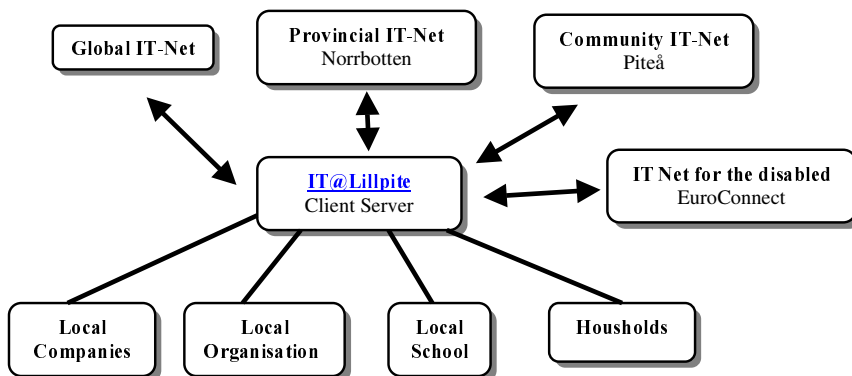 Global IT-Net
Provincial IT-Net
Norrbotten
Community IT-Net
Piteå
IT@Lillpite
Client Server
IT Net for the disabled
EuroConnect
Local
Companies
Local
Organisation
Local
School
Housholds